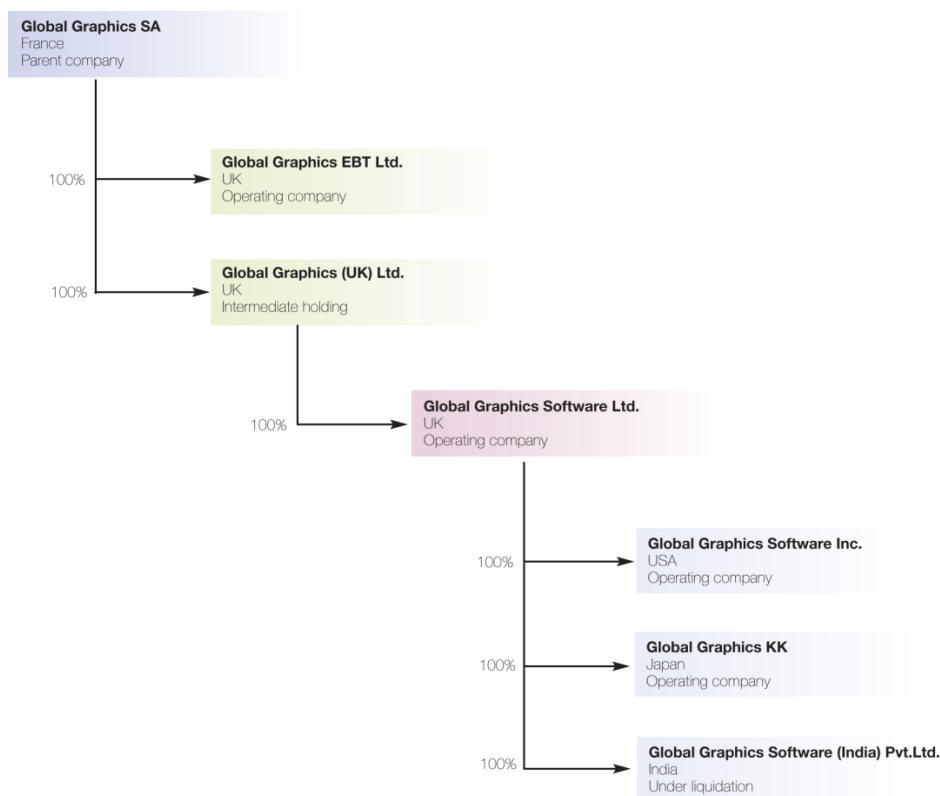 Global Graphics SA
France
Parent company
100%
Global Graphics EBT Ltd.
UK
Operating company
100%
Global Graphics (UK) Ltd.
UK
Intermediate holding
100%
Global Graphics Software Ltd.
UK
Operating company
100%
Global Graphics Software Inc.
USA
Operating company
100%
Global Graphics KK
Japan
Operating company
100%
Global Graphics Software (India) Pvt.Ltd.
India
Under liquidation